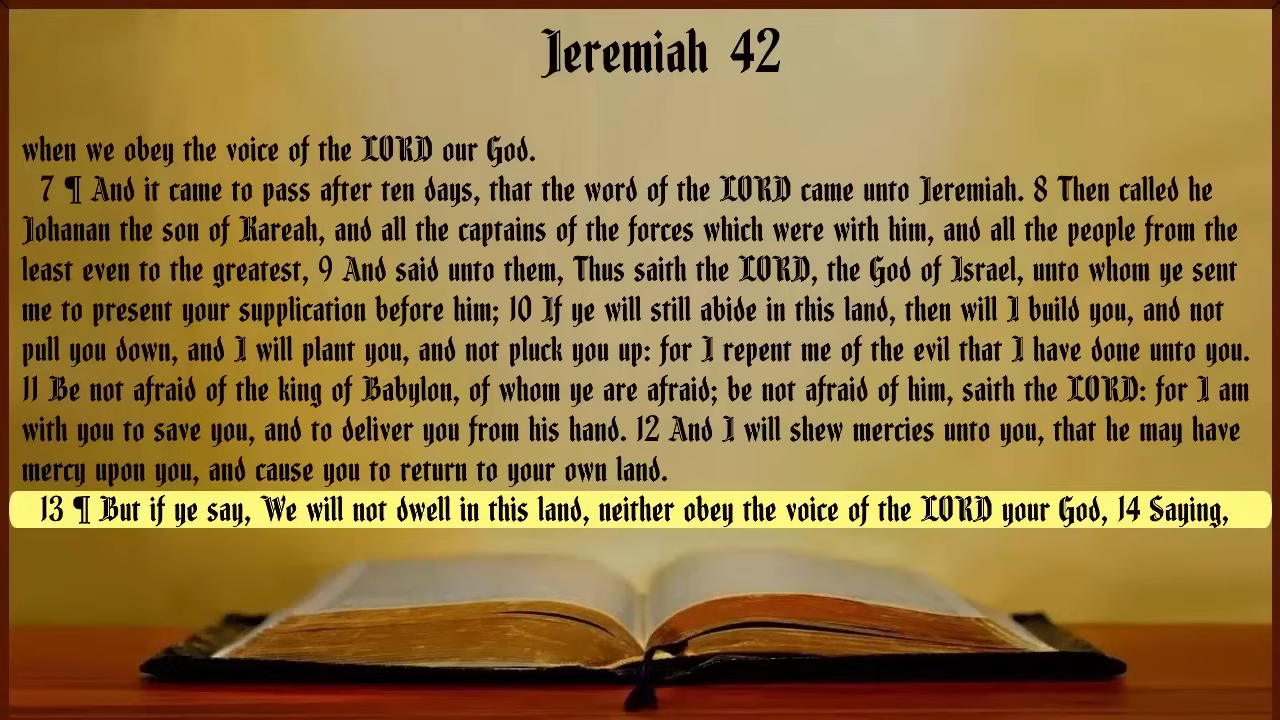 Jeremiah 42
when we obey the voice of the LORD our God.
7 ¶ And it came to pass after ten days, that the word of the LORD came unto Jeremiah. 8 Then called he
Johanan the son of Kareah, and all the captains of the forces which were with him, and all the people from the
least even to the greatest, 9 And said unto them, Thus saith the LORD, the God of Israel, unto whom ye sent
me to present your supplication before him; 10 If ye will still abide in this land, then will I build you, and not
pull you down, and I will plant you, and not pluck you up: for I repent me of the evil that I have done unto you.
11 Be not afraid of the king of Babylon, of whom ye are afraid; be not afraid of him, saith the LORD: for I am
with you to save you, and to deliver you from his hand. 12 And I will shew mercies unto you, that he may have
mercy upon you, and cause you to return to your own land.
13 ¶ But if ye say, We will not dwell in this land, neither obey the voice of the LORD your God, 14 Saying,